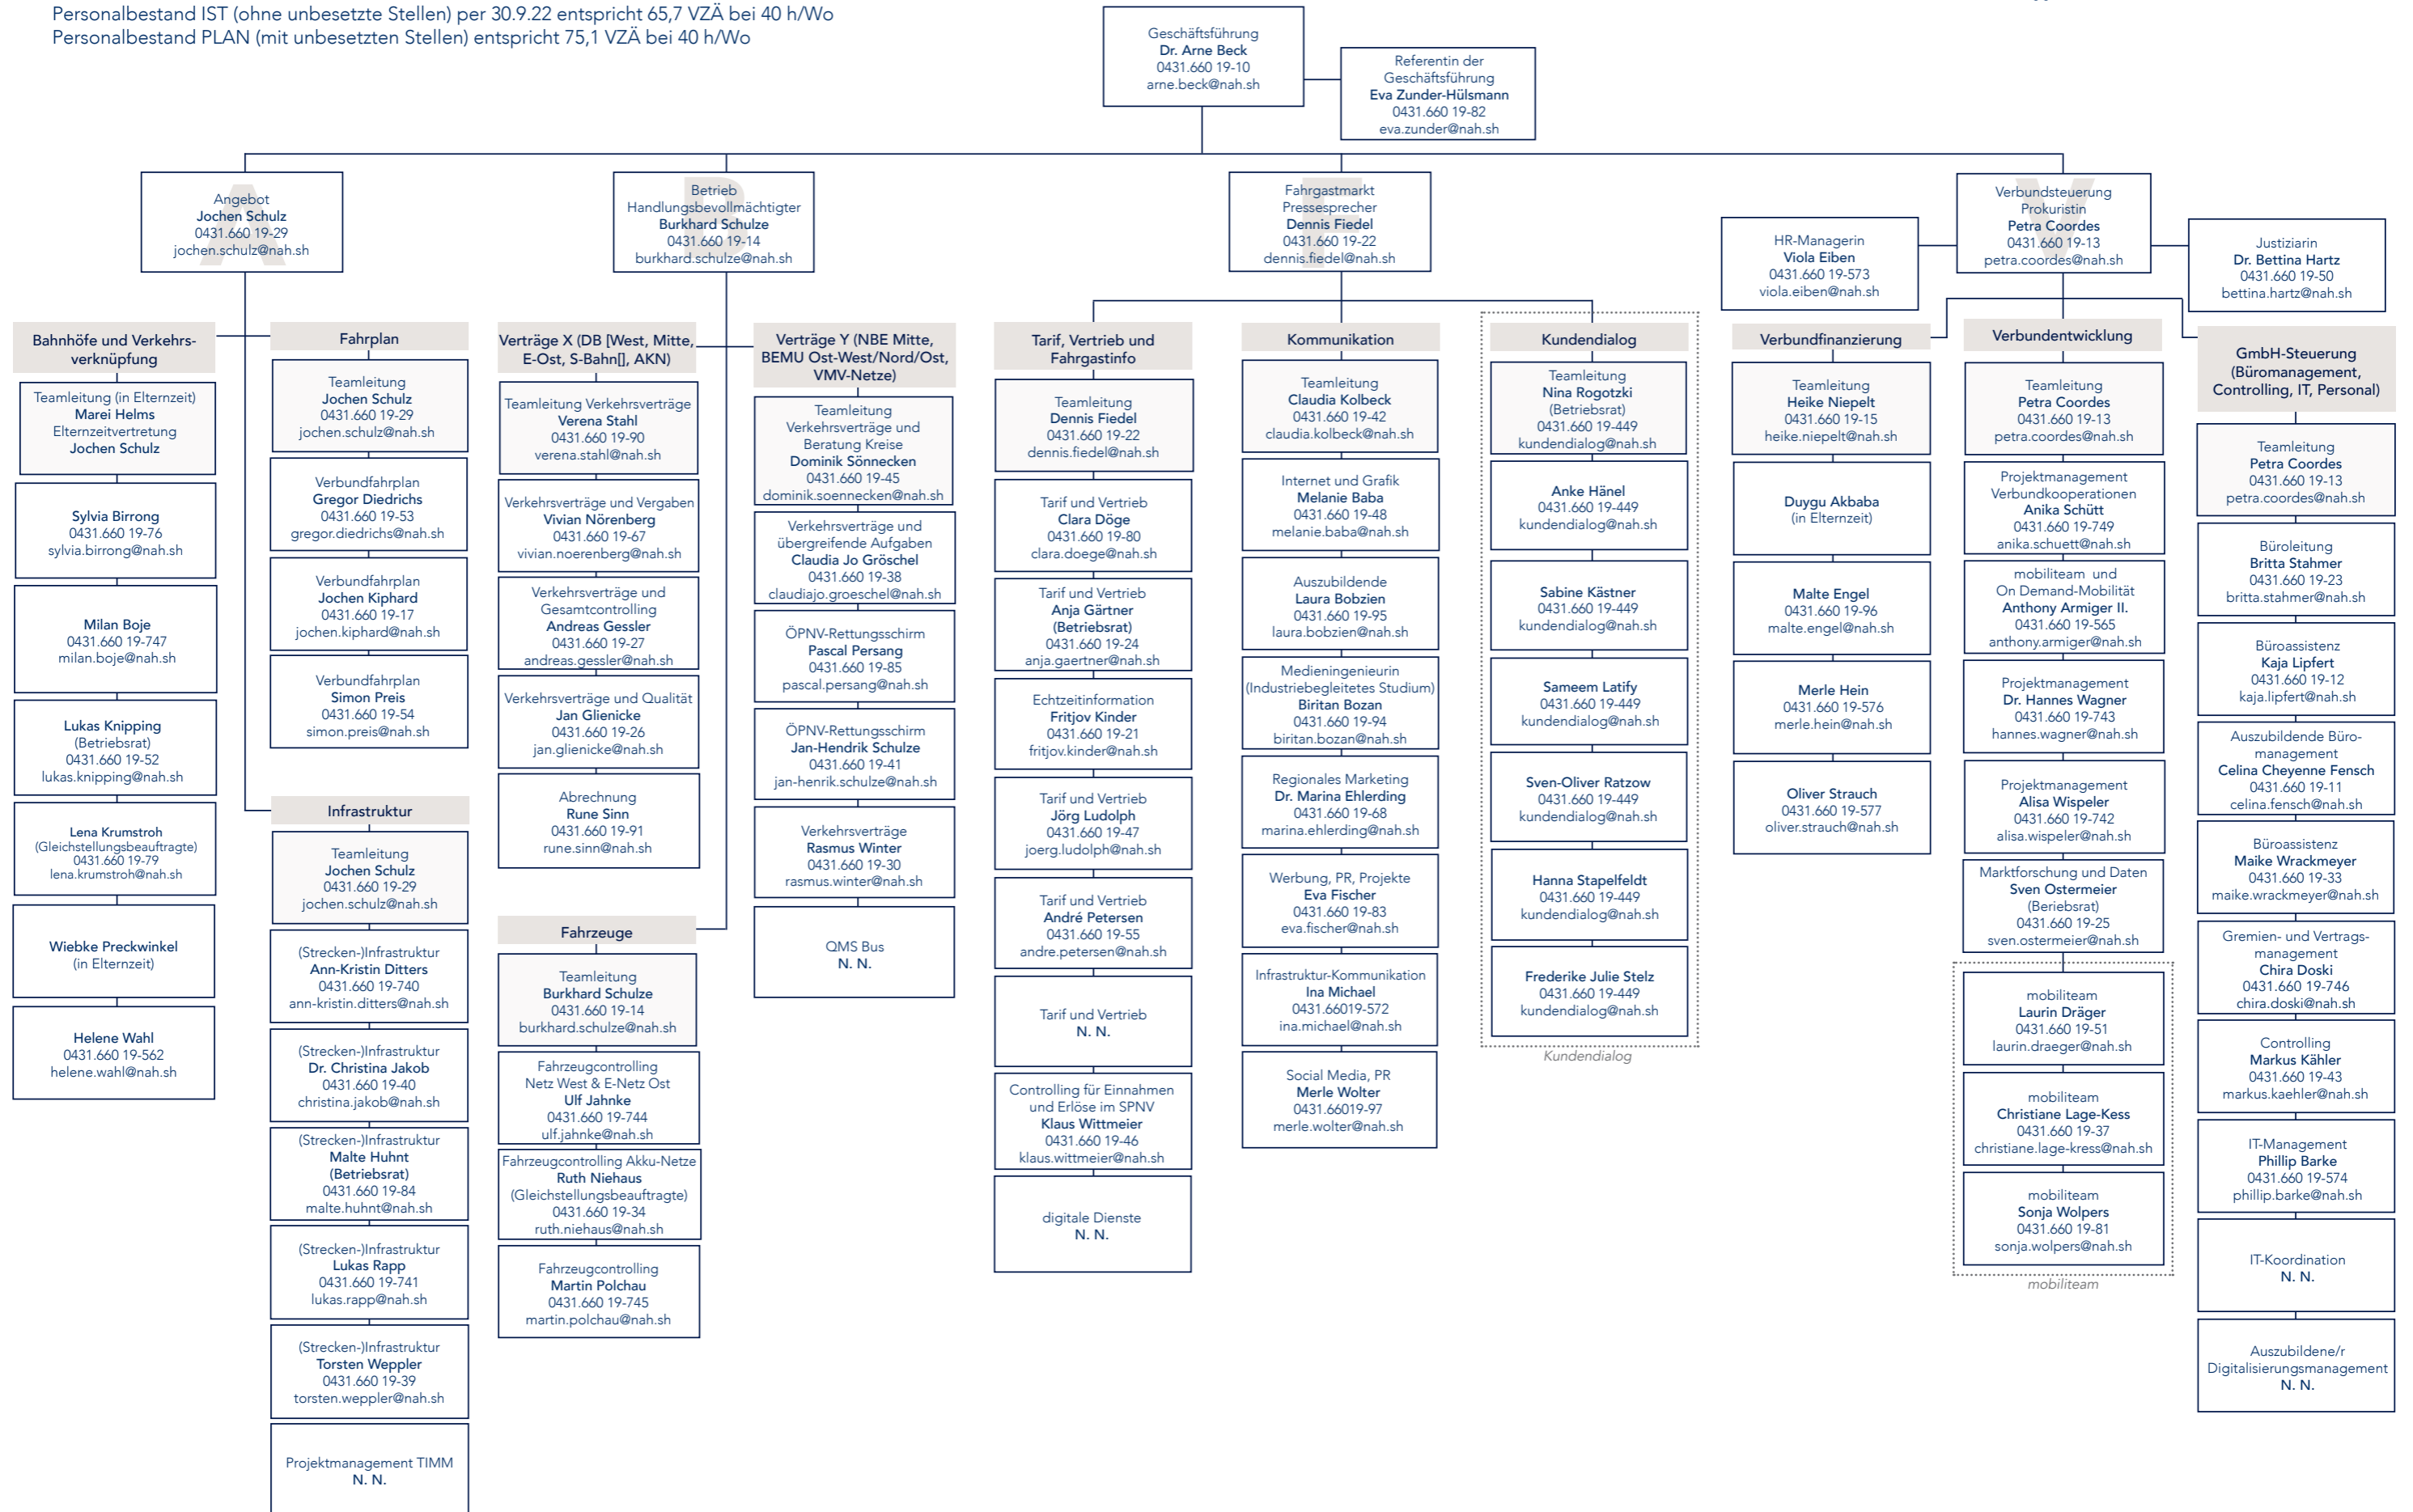 Personalbestand IST (ohne unbesetzte Stellen) per 30.9.22 entspricht 65,7 VZÄ bei 40 h/Wo
Personalbestand PLAN (mit unbesetzten Stellen) entspricht 75,1 VZÄ bei 40 h/Wo
Geschäftsführung
Dr. Arne Beck
0431.660 19-10
arne.beck@nah.sh
Referentin der
Geschäftsführung
Eva Zunder-Hülsmann
0431.660 19-82
eva.zunder@nah.sh
A
Angebot
Jochen Schulz
0431.660 19-29
jochen.schulz@nah.sh
Bahnhöfe und Verkehrs-
verknüpfung
Teamleitung (in Elternzeit)
Marei Helms
Elternzeitvertretung
Jochen Schulz
Sylvia Birrong
0431.660 19-76
sylvia.birrong@nah.sh
Milan Boje
0431.660 19-747
milan.boje@nah.sh
Lukas Knipping
(Betriebsrat)
0431.660 19-52
lukas.knipping@nah.sh
Lena Krumstroh
(Gleichstellungsbeauftragte)
0431.660 19-79
lena.krumstroh@nah.sh
Wiebke Preckwinkel
(in Elternzeit)
Helene Wahl
0431.660 19-562
helene.wahl@nah.sh
Fahrplan
Teamleitung
Jochen Schulz
0431.660 19-29
jochen.schulz@nah.sh
Verbundfahrplan
Gregor Diedrichs
0431.660 19-53
gregor.diedrichs@nah.sh
Verbundfahrplan
Jochen Kiphard
0431.660 19-17
jochen.kiphard@nah.sh
Verbundfahrplan
Simon Preis
0431.660 19-54
simon.preis@nah.sh
Infrastruktur
Teamleitung
Jochen Schulz
0431.660 19-29
jochen.schulz@nah.sh
(Strecken-)Infrastruktur
Ann-Kristin Ditters
0431.660 19-740
ann-kristin.ditters@nah.sh
(Strecken-)Infrastruktur
Dr. Christina Jakob
0431.660 19-40
christina.jakob@nah.sh
(Strecken-)Infrastruktur
Malte Huhnt
(Betriebsrat)
0431.660 19-84
malte.huhnt@nah.sh
(Strecken-)Infrastruktur
Lukas Rapp
0431.660 19-741
lukas.rapp@nah.sh
(Strecken-)Infrastruktur
Torsten Weppler
0431.660 19-39
torsten.weppler@nah.sh
Projektmanagement TIMM
N. N.
B
Betrieb
Handlungsbevollmächtigter
Burkhard Schulze
0431.660 19-14
burkhard.schulze@nah.sh
Verträge X (DB [West, Mitte,
E-Ost, S-Bahn[], AKN)
Teamleitung Verkehrsverträge
Verena Stahl
0431.660 19-90
verena.stahl@nah.sh
Verkehrsverträge und Vergaben
Vivian Nörenberg
0431.660 19-67
vivian.noerenberg@nah.sh
Verkehrsverträge und
Gesamtcontrolling
Andreas Gessler
0431.660 19-27
andreas.gessler@nah.sh
Verkehrsverträge und Qualität
Jan Glienicke
0431.660 19-26
jan.glienicke@nah.sh
Abrechnung
Rune Sinn
0431.660 19-91
rune.sinn@nah.sh
Fahrzeuge
Teamleitung
Burkhard Schulze
0431.660 19-14
burkhard.schulze@nah.sh
Fahrzeugcontrolling
Netz West & E-Netz Ost
Ulf Jahnke
0431.660 19-744
ulf.jahnke@nah.sh
Fahrzeugcontrolling Akku-Netze
Ruth Niehaus
(Gleichstellungsbeauftragte)
0431.660 19-34
ruth.niehaus@nah.sh
Fahrzeugcontrolling
Martin Polchau
0431.660 19-745
martin.polchau@nah.sh
Verträge Y (NBE Mitte,
BEMU Ost-West/Nord/Ost,
VMV-Netze)
Teamleitung
Verkehrsverträge und
Beratung Kreise
Dominik Sönnecken
0431.660 19-45
dominik.soennecken@nah.sh
Verkehrsverträge und
übergreifende Aufgaben
Claudia Jo Gröschel
0431.660 19-38
claudiajo.groeschel@nah.sh
ÖPNV-Rettungsschirm
Pascal Persang
0431.660 19-85
pascal.persang@nah.sh
ÖPNV-Rettungsschirm
Jan-Hendrik Schulze
0431.660 19-41
jan-henrik.schulze@nah.sh
Verkehrsverträge
Rasmus Winter
0431.660 19-30
rasmus.winter@nah.sh
QMS Bus
N. N.
F
Fahrgastmarkt
Pressesprecher
Dennis Fiedel
0431.660 19-22
dennis.fiedel@nah.sh
Tarif, Vertrieb und
Fahrgastinfo
Teamleitung
Dennis Fiedel
0431.660 19-22
dennis.fiedel@nah.sh
Tarif und Vertrieb
Clara Döge
0431.660 19-80
clara.doege@nah.sh
Tarif und Vertrieb
Anja Gärtner
(Betriebsrat)
0431.660 19-24
anja.gaertner@nah.sh
Echtzeitinformation
Fritjov Kinder
0431.660 19-21
fritjov.kinder@nah.sh
Tarif und Vertrieb
Jörg Ludolph
0431.660 19-47
joerg.ludolph@nah.sh
Tarif und Vertrieb
André Petersen
0431.660 19-55
andre.petersen@nah.sh
Tarif und Vertrieb
N. N.
Controlling für Einnahmen
und Erlöse im SPNV
Klaus Wittmeier
0431.660 19-46
klaus.wittmeier@nah.sh
digitale Dienste
N. N.
Kommunikation
Teamleitung
Claudia Kolbeck
0431.660 19-42
claudia.kolbeck@nah.sh
Internet und Grafik
Melanie Baba
0431.660 19-48
melanie.baba@nah.sh
Auszubildende
Laura Bobzien
0431.660 19-95
laura.bobzien@nah.sh
Medieningenieurin
(Industriebegleitetes Studium)
Biritan Bozan
0431.660 19-94
biritan.bozan@nah.sh
Regionales Marketing
Dr. Marina Ehlerding
0431.660 19-68
marina.ehlerding@nah.sh
Werbung, PR, Projekte
Eva Fischer
0431.660 19-83
eva.fischer@nah.sh
Infrastruktur-Kommunikation
Ina Michael
0431.66019-572
ina.michael@nah.sh
Social Media, PR
Merle Wolter
0431.66019-97
merle.wolter@nah.sh
Kundendialog
Teamleitung
Nina Rogotzki
(Betriebsrat)
0431.660 19-449
kundendialog@nah.sh
Anke Hänel
0431.660 19-449
kundendialog@nah.sh
Sabine Kästner
0431.660 19-449
kundendialog@nah.sh
Sameem Latify
0431.660 19-449
kundendialog@nah.sh
Sven-Oliver Ratzow
0431.660 19-449
kundendialog@nah.sh
Hanna Stapelfeldt
0431.660 19-449
kundendialog@nah.sh
Frederike Julie Stelz
0431.660 19-449
kundendialog@nah.sh
Kundendialog
V
Verbundsteuerung
Prokuristin
Petra Coordes
0431.660 19-13
petra.coordes@nah.sh
HR-Managerin
Viola Eiben
0431.660 19-573
viola.eiben@nah.sh
Justiziarin
Dr. Bettina Hartz
0431.660 19-50
bettina.hartz@nah.sh
Verbundfinanzierung
Teamleitung
Heike Niepelt
0431.660 19-15
heike.niepelt@nah.sh
Duygu Akbaba
(in Elternzeit)
Malte Engel
0431.660 19-96
malte.engel@nah.sh
Merle Hein
0431.660 19-576
merle.hein@nah.sh
Oliver Strauch
0431.660 19-577
oliver.strauch@nah.sh
Verbundentwicklung
Teamleitung
Petra Coordes
0431.660 19-13
petra.coordes@nah.sh
Projektmanagement
Verbundkooperationen
Anika Schütt
0431.660 19-749
anika.schuett@nah.sh
mobiliteam und
On Demand-Mobilität
Anthony Armiger II.
0431.660 19-565
anthony.armiger@nah.sh
Projektmanagement
Dr. Hannes Wagner
0431.660 19-743
hannes.wagner@nah.sh
Projektmanagement
Alisa Wispeler
0431.660 19-742
alisa.wispeler@nah.sh
Marktforschung und Daten
Sven Ostermeier
(Beriebsrat)
0431.660 19-25
sven.ostermeier@nah.sh
mobiliteam
Laurin Dräger
0431.660 19-51
laurin.draeger@nah.sh
mobiliteam
Christiane Lage-Kess
0431.660 19-37
christiane.lage-kress@nah.sh
mobiliteam
Sonja Wolpers
0431.660 19-81
sonja.wolpers@nah.sh
mobiliteam
GmbH-Steuerung
(Büromanagement,
Controlling, IT, Personal)
Teamleitung
Petra Coordes
0431.660 19-13
petra.coordes@nah.sh
Büroleitung
Britta Stahmer
0431.660 19-23
britta.stahmer@nah.sh
Büroassistenz
Kaja Lipfert
0431.660 19-12
kaja.lipfert@nah.sh
Auszubildende Büro-
management
Celina Cheyenne Fensch
0431.660 19-11
celina.fensch@nah.sh
Büroassistenz
Maike Wrackmeyer
0431.660 19-33
maike.wrackmeyer@nah.sh
Gremien- und Vertrags-
management
Chira Doski
0431.660 19-746
chira.doski@nah.sh
Controlling
Markus Kähler
0431.660 19-43
markus.kaehler@nah.sh
IT-Management
Phillip Barke
0431.660 19-574
phillip.barke@nah.sh
IT-Koordination
N. N.
Auszubildene/r
Digitalisierungsmanagement
N. N.